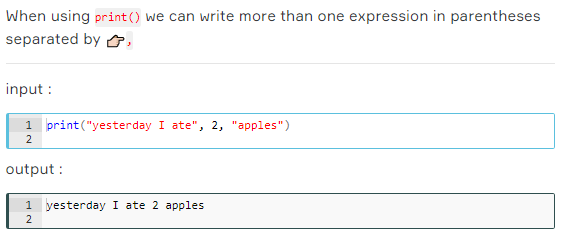 When using print() we can write more than one expression in parentheses
separated by 👉,
input :
1 print("yesterday I ate", 2, "apples")
2
output :
1 yesterday I ate 2 apples
2